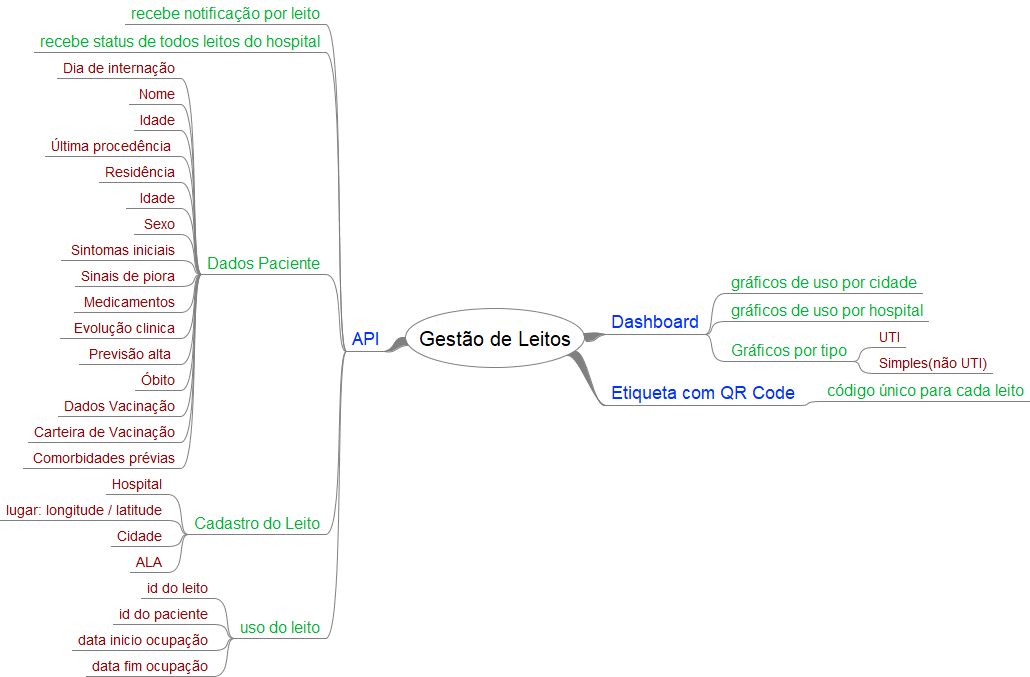 recebe notificação por leito
recebe status de todos leitos do hospital
Dia de internação
Nome
Idade
Última procedência
Residência
Idade
Sexo
Sintomas iniciais
Sinais de piora
Medicamentos
Evolução clinica
Previsão alta
Óbito
Dados Vacinação
Carteira de Vacinação
Comorbidades prévias
Dados Paciente
Hospital
lugar: longitude / latitude
Cidade
ALA
Cadastro do Leito
id do leito
id do paciente
data inicio ocupação
data fim ocupação
uso do leito
API
Gestão de Leitos
Dashboard
gráficos de uso por cidade
gráficos de uso por hospital
Gráficos por tipo
UTI
Simples(não UTI)
Etiqueta com QR Code
código único para cada leito